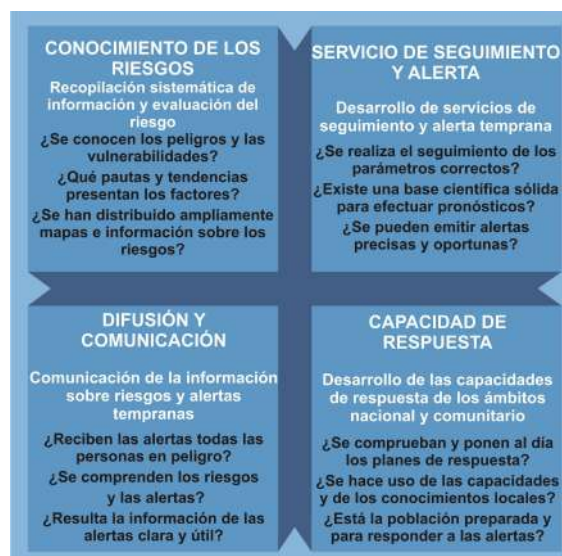 CONOCIMIENTO DE LOS
RIESGOS
Recopilación sistemática de
información y evaluación del
riesgo
¿Se conocen los peligros y las
vulnerabilidades?
¿Qué pautas y tendencias
presentan los factores?
¿Se han distribuido ampliamente
mapas e información sobre los
riesgos?
SERVICIO DE SEGUIMIENTO
Y ALERTA
Desarrollo de servicios de
seguimiento y alerta temprana
¿Se realiza el seguimiento de los
parámetros correctos?
¿Existe una base científica sólida
para efectuar pronósticos?
¿Se pueden emitir alertas
precisas y oportunas?
DIFUSIÓN Y
COMUNICACIÓN
Comunicación de la información
sobre riesgos y alertas
tempranas
¿Reciben las alertas todas las
personas en peligro?
¿Se comprenden los riesgos
y las alertas?
¿Resulta la información de las
alertas clara y útil?
CAPACIDAD DE
RESPUESTA
Desarrollo de las capacidades
de respuesta de los ámbitos
nacional y comunitario
¿Se comprueban y ponen al día
los planes de respuesta?
¿Se hace uso de las capacidades
y de los conocimientos locales?
¿Está la población preparada y
para responder a las alertas?